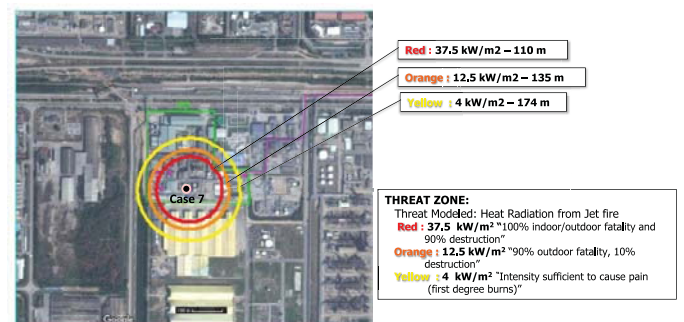 Red : 37.5 kW/m2 – 110 m
Orange : 12,5 kW/m2 – 135 m
Yellow : 4 kW/m2 – 174 m
Case 7
THREAT ZONE:
Threat Modeled: Heat Radiation from Jet fire
Red : 37.5 kW/m² "100% indoor/outdoor fatality and
90% destruction"
Orange : 12,5 kW/m² "90% outdoor fatality, 10%
destruction"
Yellow : 4 kW/m² "Intensity sufficient to cause pain
(first degree burns)"
Google